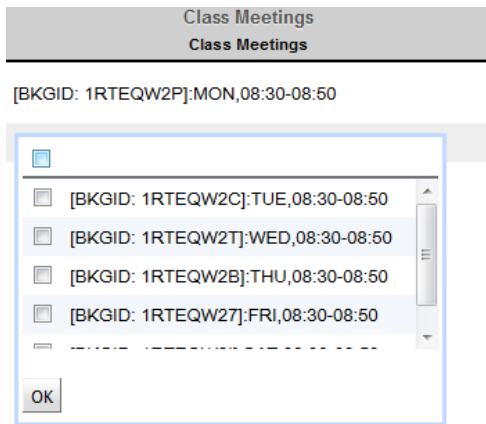 Class Meetings
Class Meetings
[BKGID: 1RTEQW2P]:MON,08:30-08:50
[BKGID: 1RTEQW2C]:TUE,08:30-08:50
[BKGID: 1RTEQW2T]:WED,08:30-08:50
[BKGID: 1RTEQW2B]:THU,08:30-08:50
[BKGID: 1RTEQW27]:FRI,08:30-08:50
OK